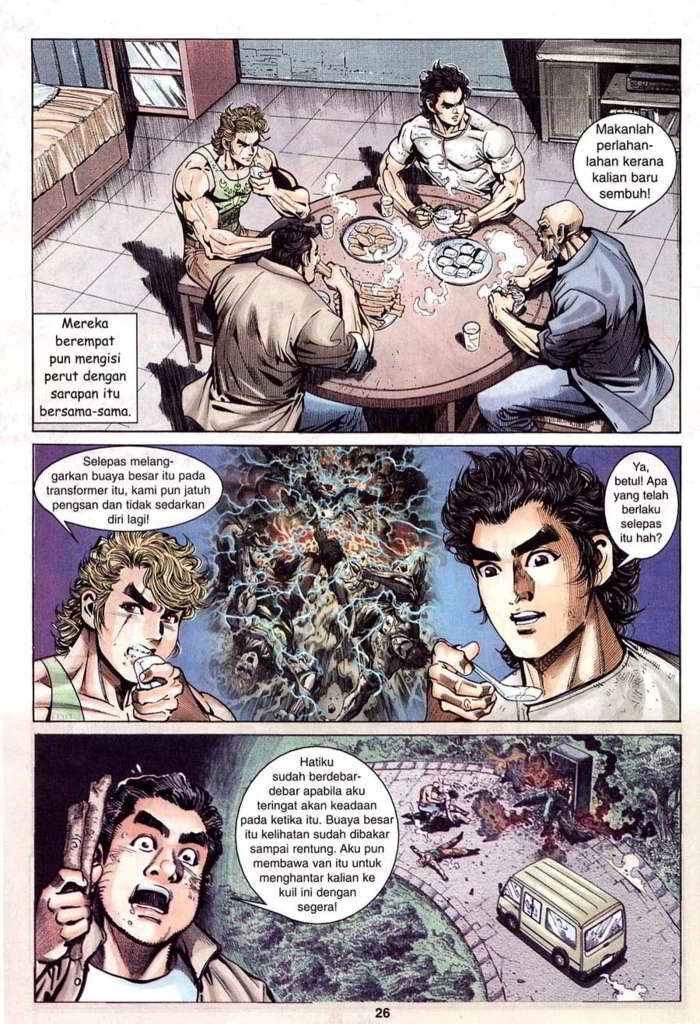 Makanlah
perlahan-
lahan kerana
kalian baru
sembuh!
Mereka
berempat
pun mengisi
perut dengan
sarapan itu
bersama-sama.
Selepas melang-
garkan buaya besar itu pada
transformer itu, kami pun jatuh
pengsan dan tidak sedarkan
diri lagi!
Ya,
betul! Apa
yang telah
berlaku
selepas
itu hah?
Hatiku
sudah berdebar-
debar apabila aku
teringat akan keadaan
pada ketika itu. Buaya besar
itu kelihatan sudah dibakar
sampai rentung. Aku pun
membawa van itu untuk
menghantar kalian ke
kuil ini dengan
segera!
26